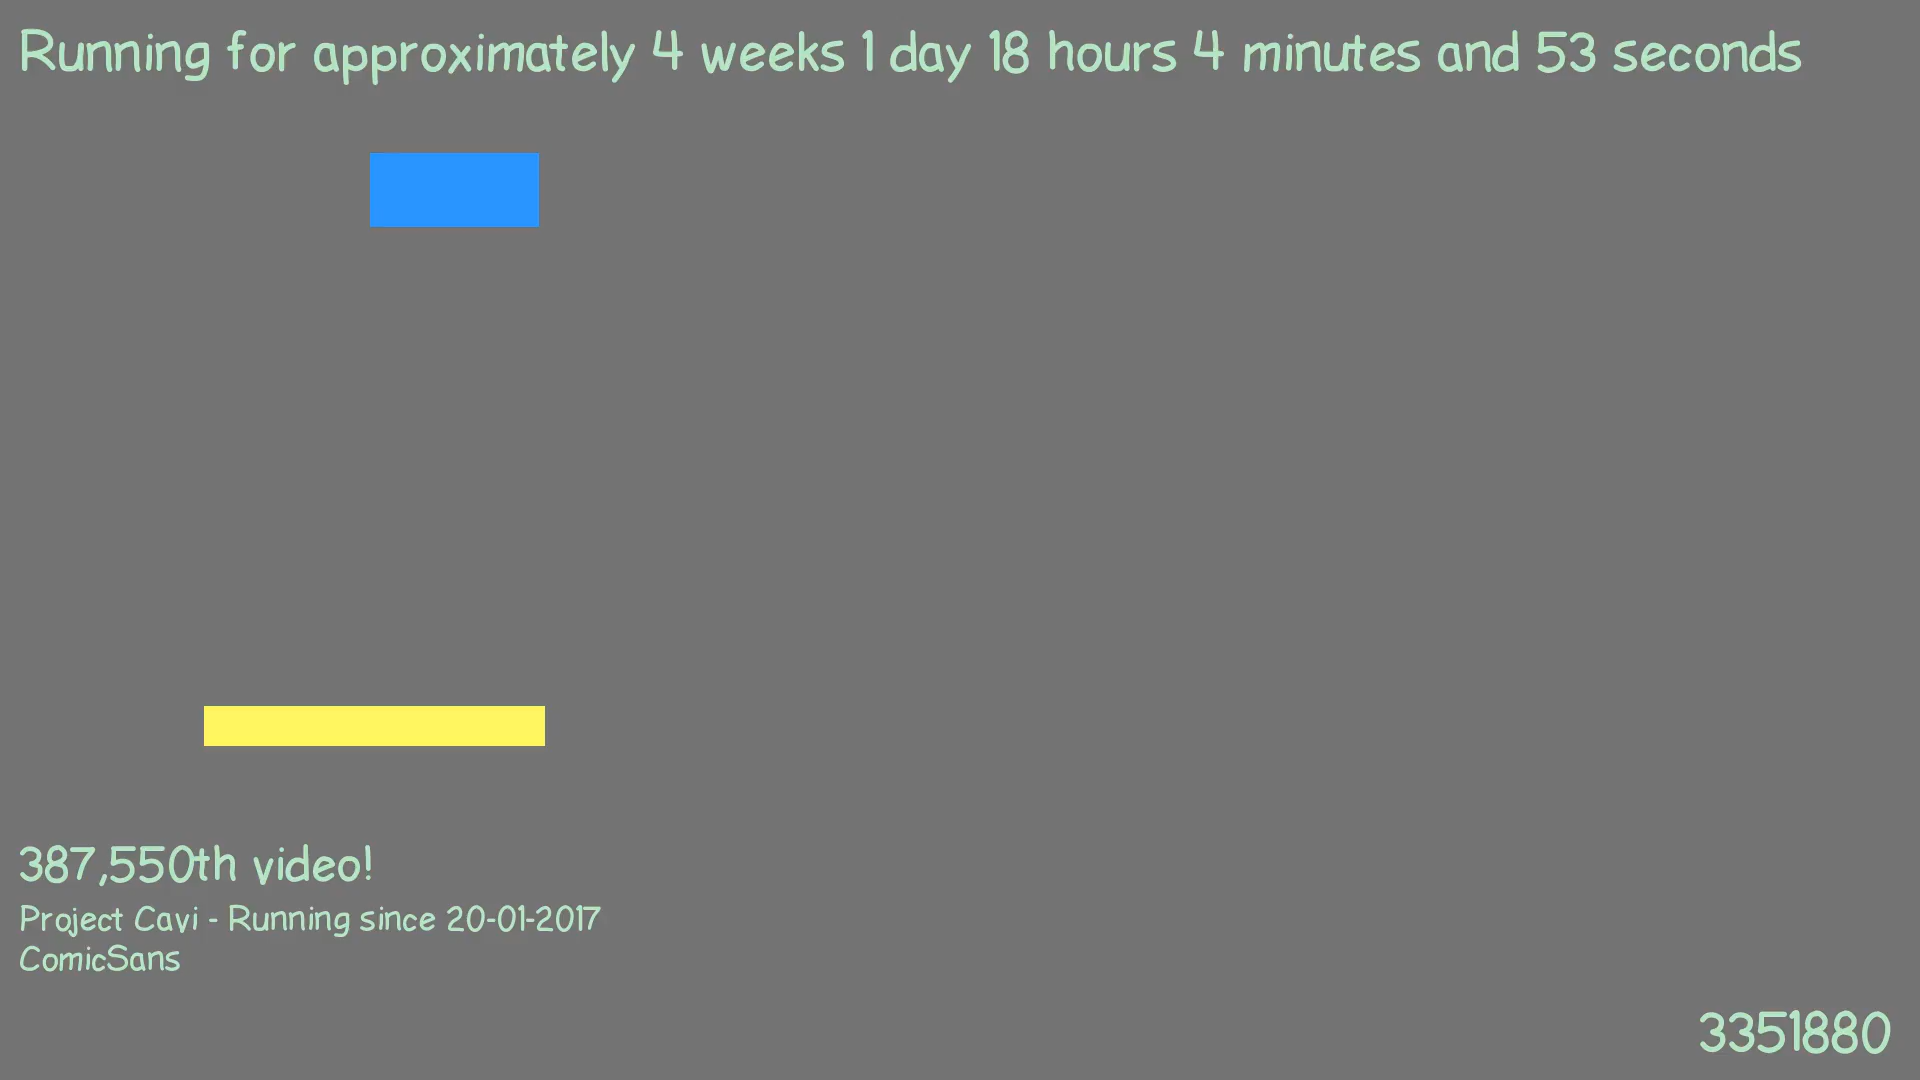 Running for approximately 4 weeks 1 day 18 hours 4 minutes and 53 seconds
387,550th video!
Project Cavi - Running since 20-01-2017
ComicSans
3351880